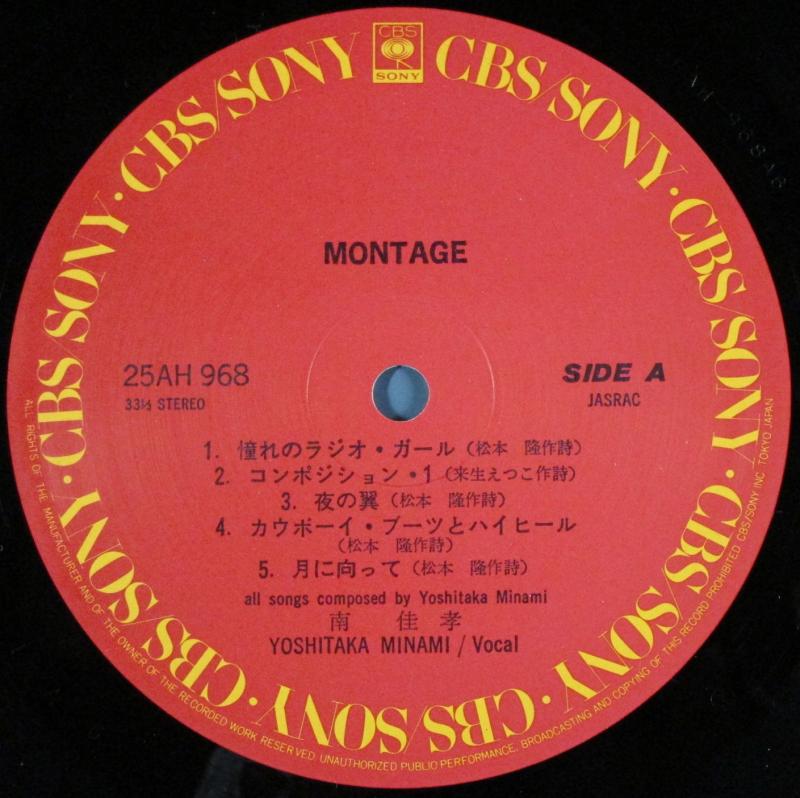 CBS
SONY
CBS/SONY · CBS/SONY · CBS/SONY · CBS/SONY · CBS/SONY · CBS/SONY · CBS/SONY · CBS/SONY · CBS/SONY
MONTAGE
25AH 968
SIDE A
33⅓ STEREO
JASRAC
1. 憧れのラジオ・ガール(松本 隆作詩)
2. コンポジション・1(来生えつこ作詩)
3. 夜の翼(松本 隆作詩)
4. カウボーイ・ブーツとハイヒール
(松本 隆作詩)
5. 月に向って(松本 隆作詩)
all songs composed by Yoshitaka Minami
南 佳 孝
YOSHITAKA MINAMI / Vocal
ALL RIGHTS OF THE MANUFACTURER AND OF THE OWNER OF THE RECORDED WORK RESERVED. UNAUTHORIZED PUBLIC PERFORMANCE, BROADCASTING AND COPYING OF THIS RECORD PROHIBITED CBS/SONY INC. TOKYO JAPAN